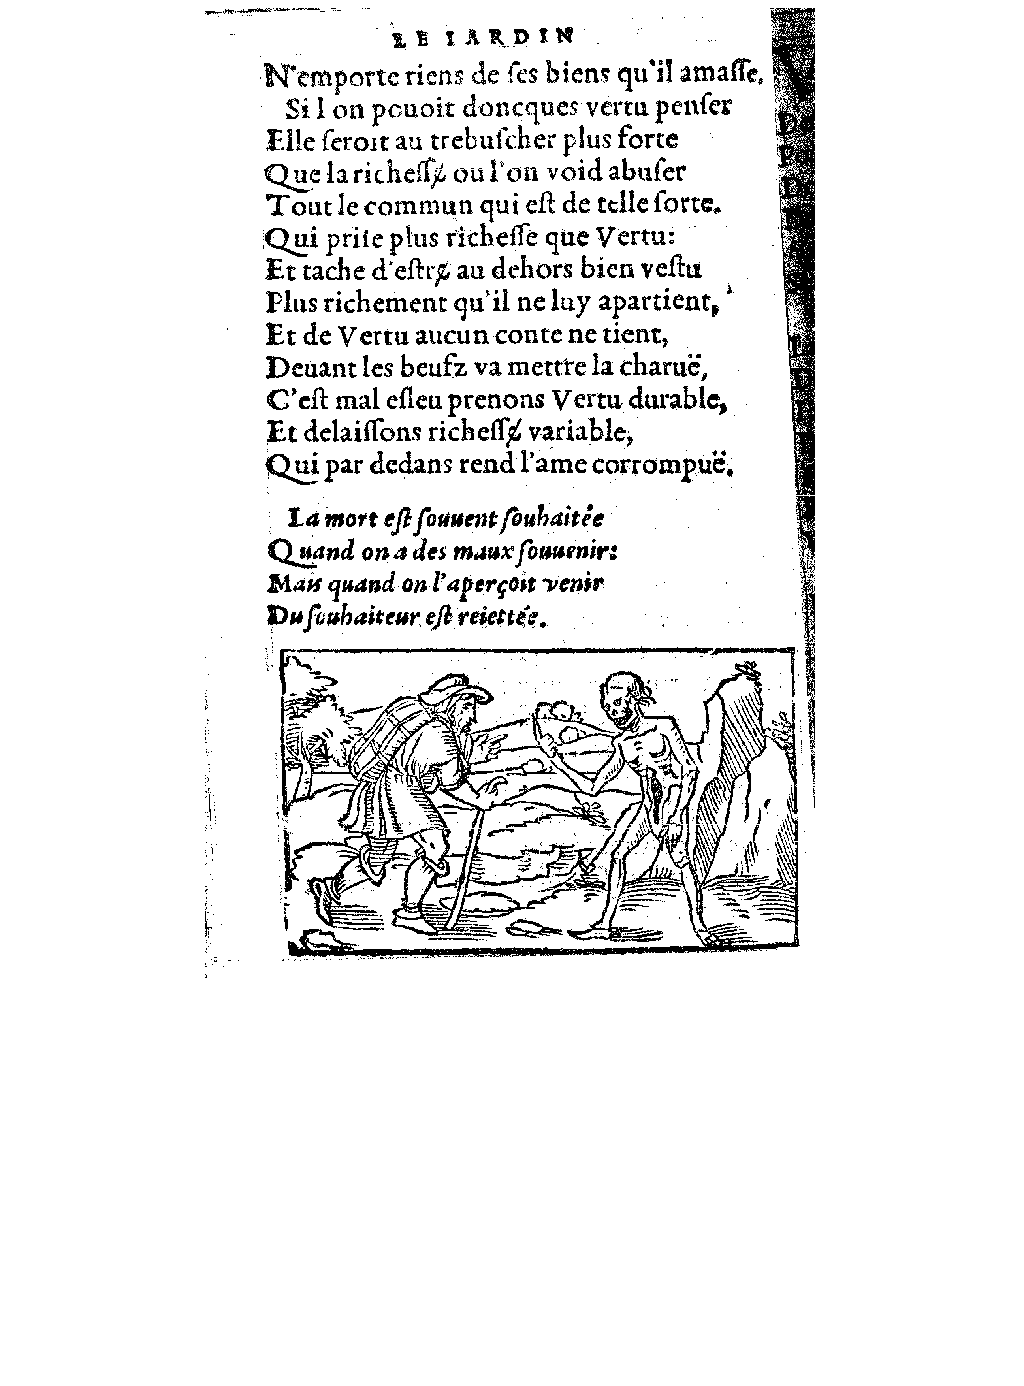 LE IARDIN
N'emporte riens de ſes biens qu'il amaſſe.
Si l on pouoit doncques vertu penſer
Elle ſeroit au trebuſcher plus forte
Que la richeſſɇ ou l'on void abuſer
Tout le commun qui eſt de telle ſorte.
Qui priſe plus richeſſe que Vertu:
Et tache d'eſtrɇ au dehors bien veſtu
Plus richement qu'il ne luy apartient,
Et de Vertu aucun conte ne tient,
Deuant les beufz va mettre la charuë,
C'eſt mal eſleu prenons Vertu durable,
Et delaiſſons richeſſɇ variable,
Qui par dedans rend l'ame corrompuë.
La mort eſt ſouuent ſouhaitée
Quand on a des maux ſouuenir:
Mais quand on l'aperçoit venir
Du ſouhaiteur eſt reiettée.